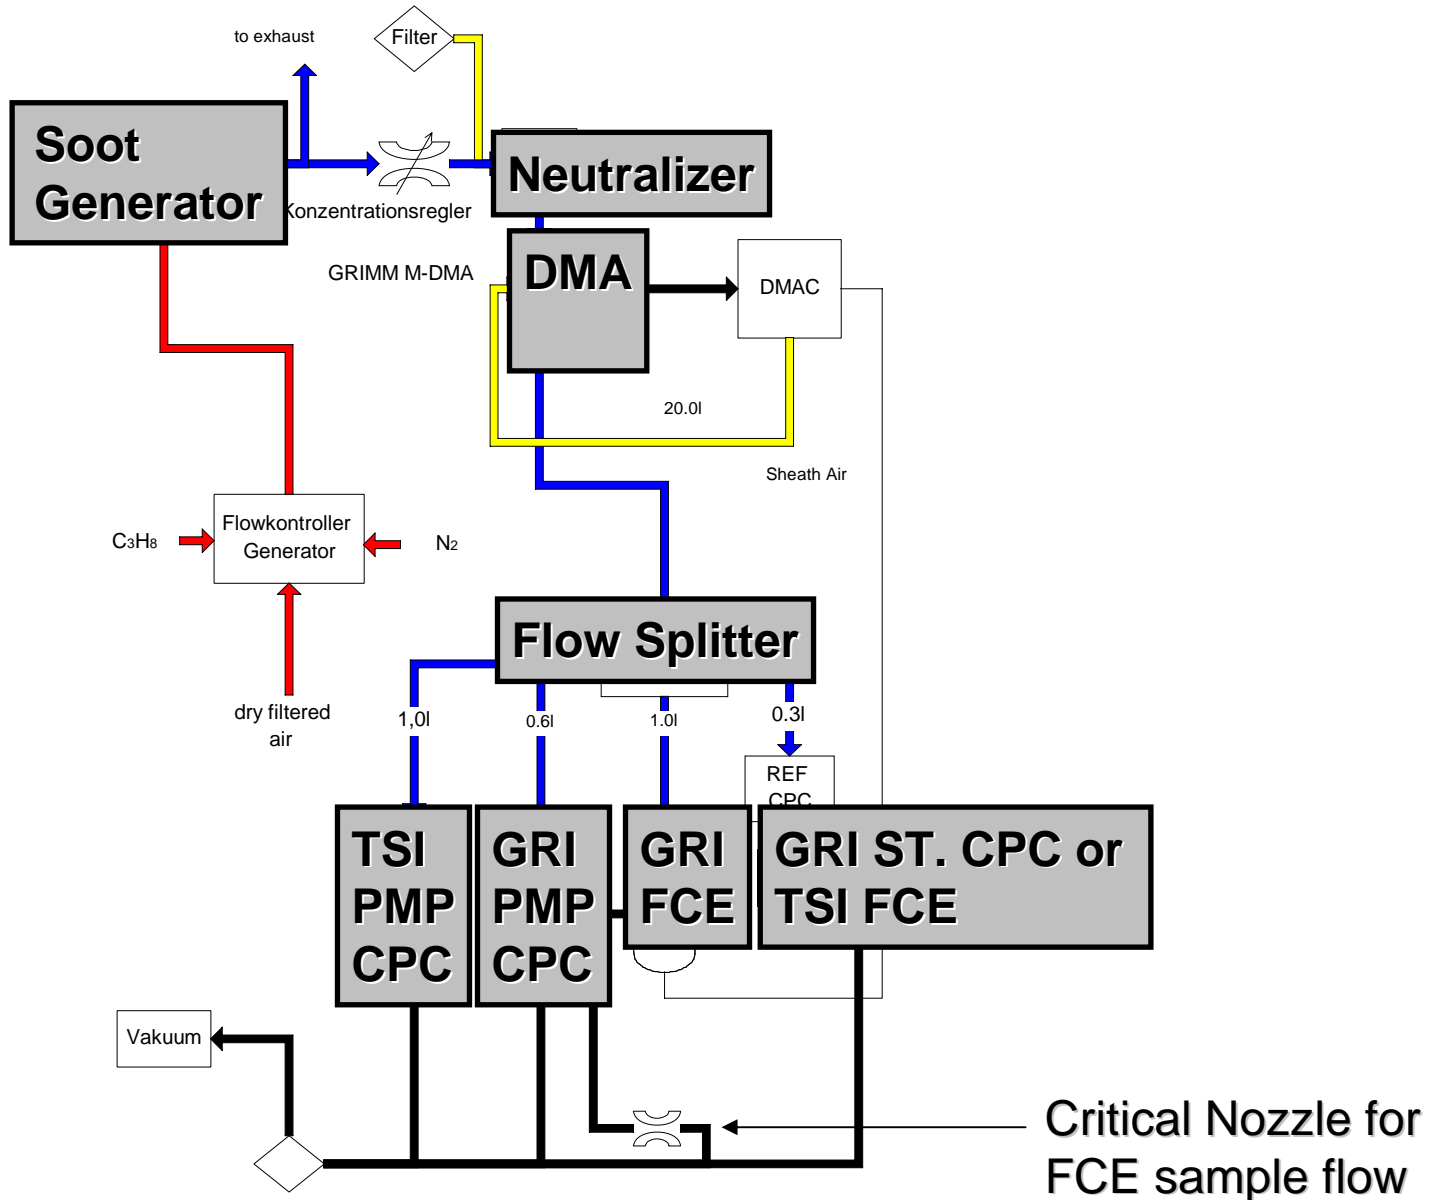 to exhaust
Filter
Soot
Generator
Neutralizer
Konzentrationsregler
GRIMM M-DMA
DMA
DMAC
20.0l
Sheath Air
C3H8
Flowkontroller
Generator
N2
dry filtered
air
Flow Splitter
1,0l
0.6l
1.0l
0.3l
REF
CPC
TSI
PMP
CPC
GRI
PMP
CPC
GRI
FCE
GRI ST. CPC or
TSI FCE
Vakuum
Critical Nozzle for
FCE sample flow